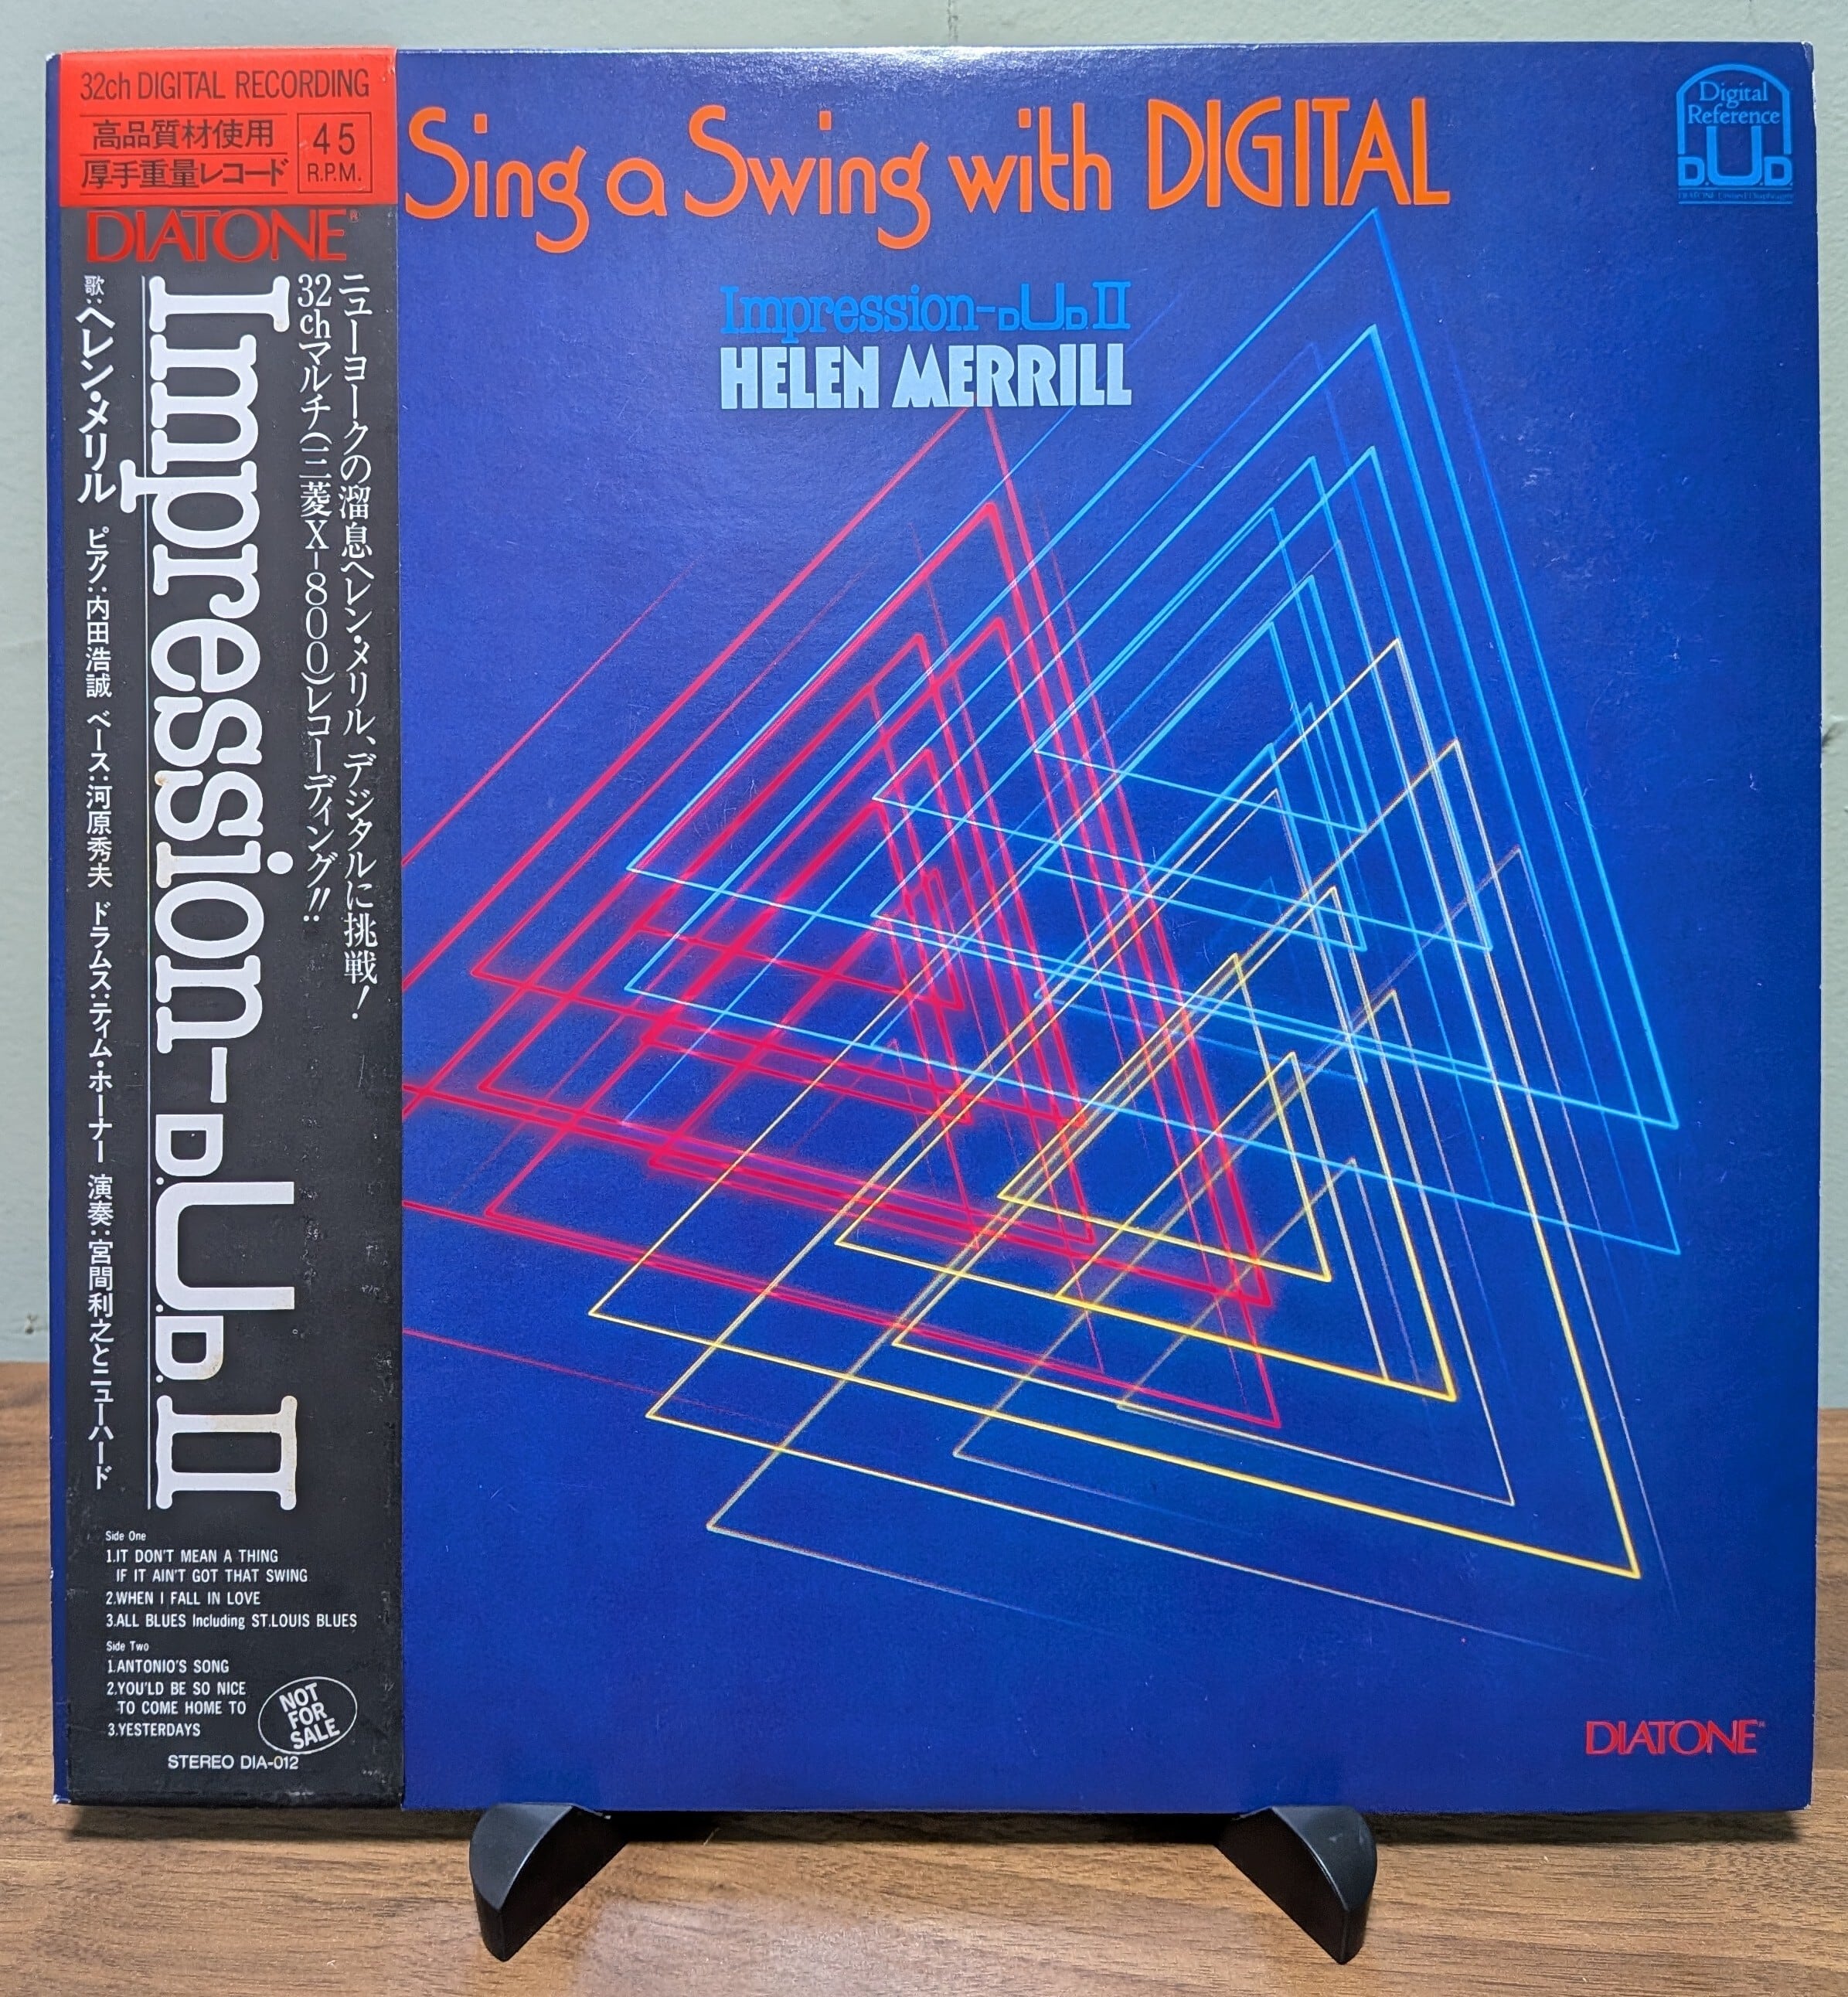 32ch DIGITAL RECORDING
高品質材使用
厚手重量レコード
45
R.P.M.
DIATONE®
ニューヨークの溜息ヘレン・メリル、デジタルに挑戦!
32chマルチ(三菱X-800)レコーディング!!
Impression-D.U.D. II
歌:ヘレン・メリル ピアノ:内田浩誠 ベース:河原秀夫 ドラムス:ティム・ホーナー 演奏:宮間利之とニューハード
Side One
1.IT DON'T MEAN A THING
IF IT AIN'T GOT THAT SWING
2.WHEN I FALL IN LOVE
3.ALL BLUES Including ST.LOUIS BLUES
Side Two
1.ANTONIO'S SONG
2.YOU'LD BE SO NICE
TO COME HOME TO
3.YESTERDAYS
NOT
FOR
SALE
STEREO DIA-012
Sing a Swing with DIGITAL
Impression-D.U.D. II
HELEN MERRILL
Digital
Reference
D.U.D.
DIATONE®